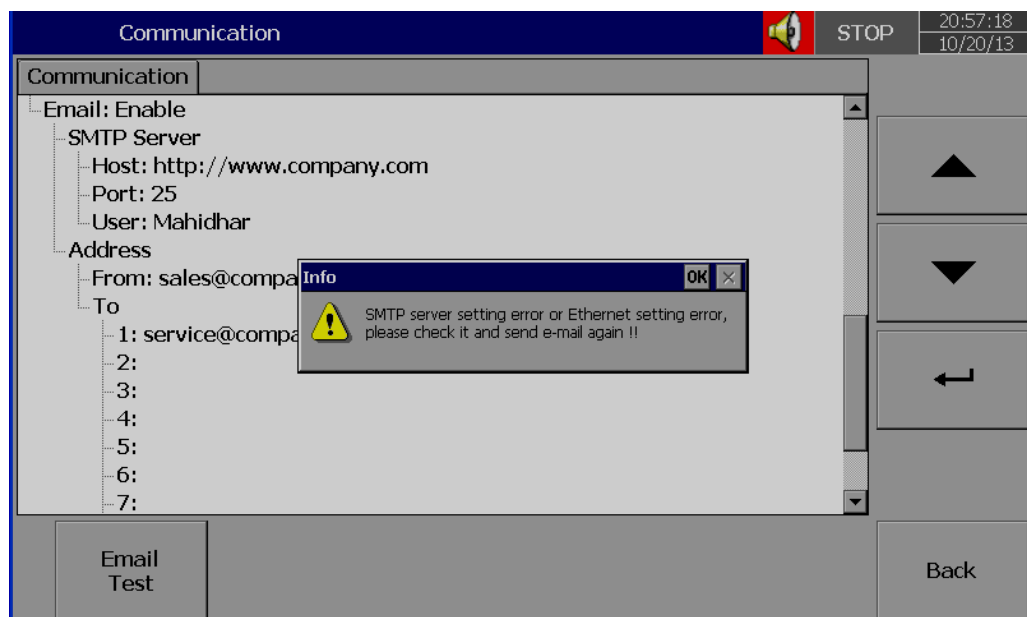 Communication
STOP
20:57:18
10/20/13
Communication
Email: Enable
SMTP Server
Host: http://www.company.com
Port: 25
User: Mahidhar
Address
From: sales@compa
To
1: service@compa
2:
3:
4:
5:
6:
7:
Info
OK
SMTP server setting error or Ethernet setting error,
please check it and send e-mail again !!
Email
Test
Back